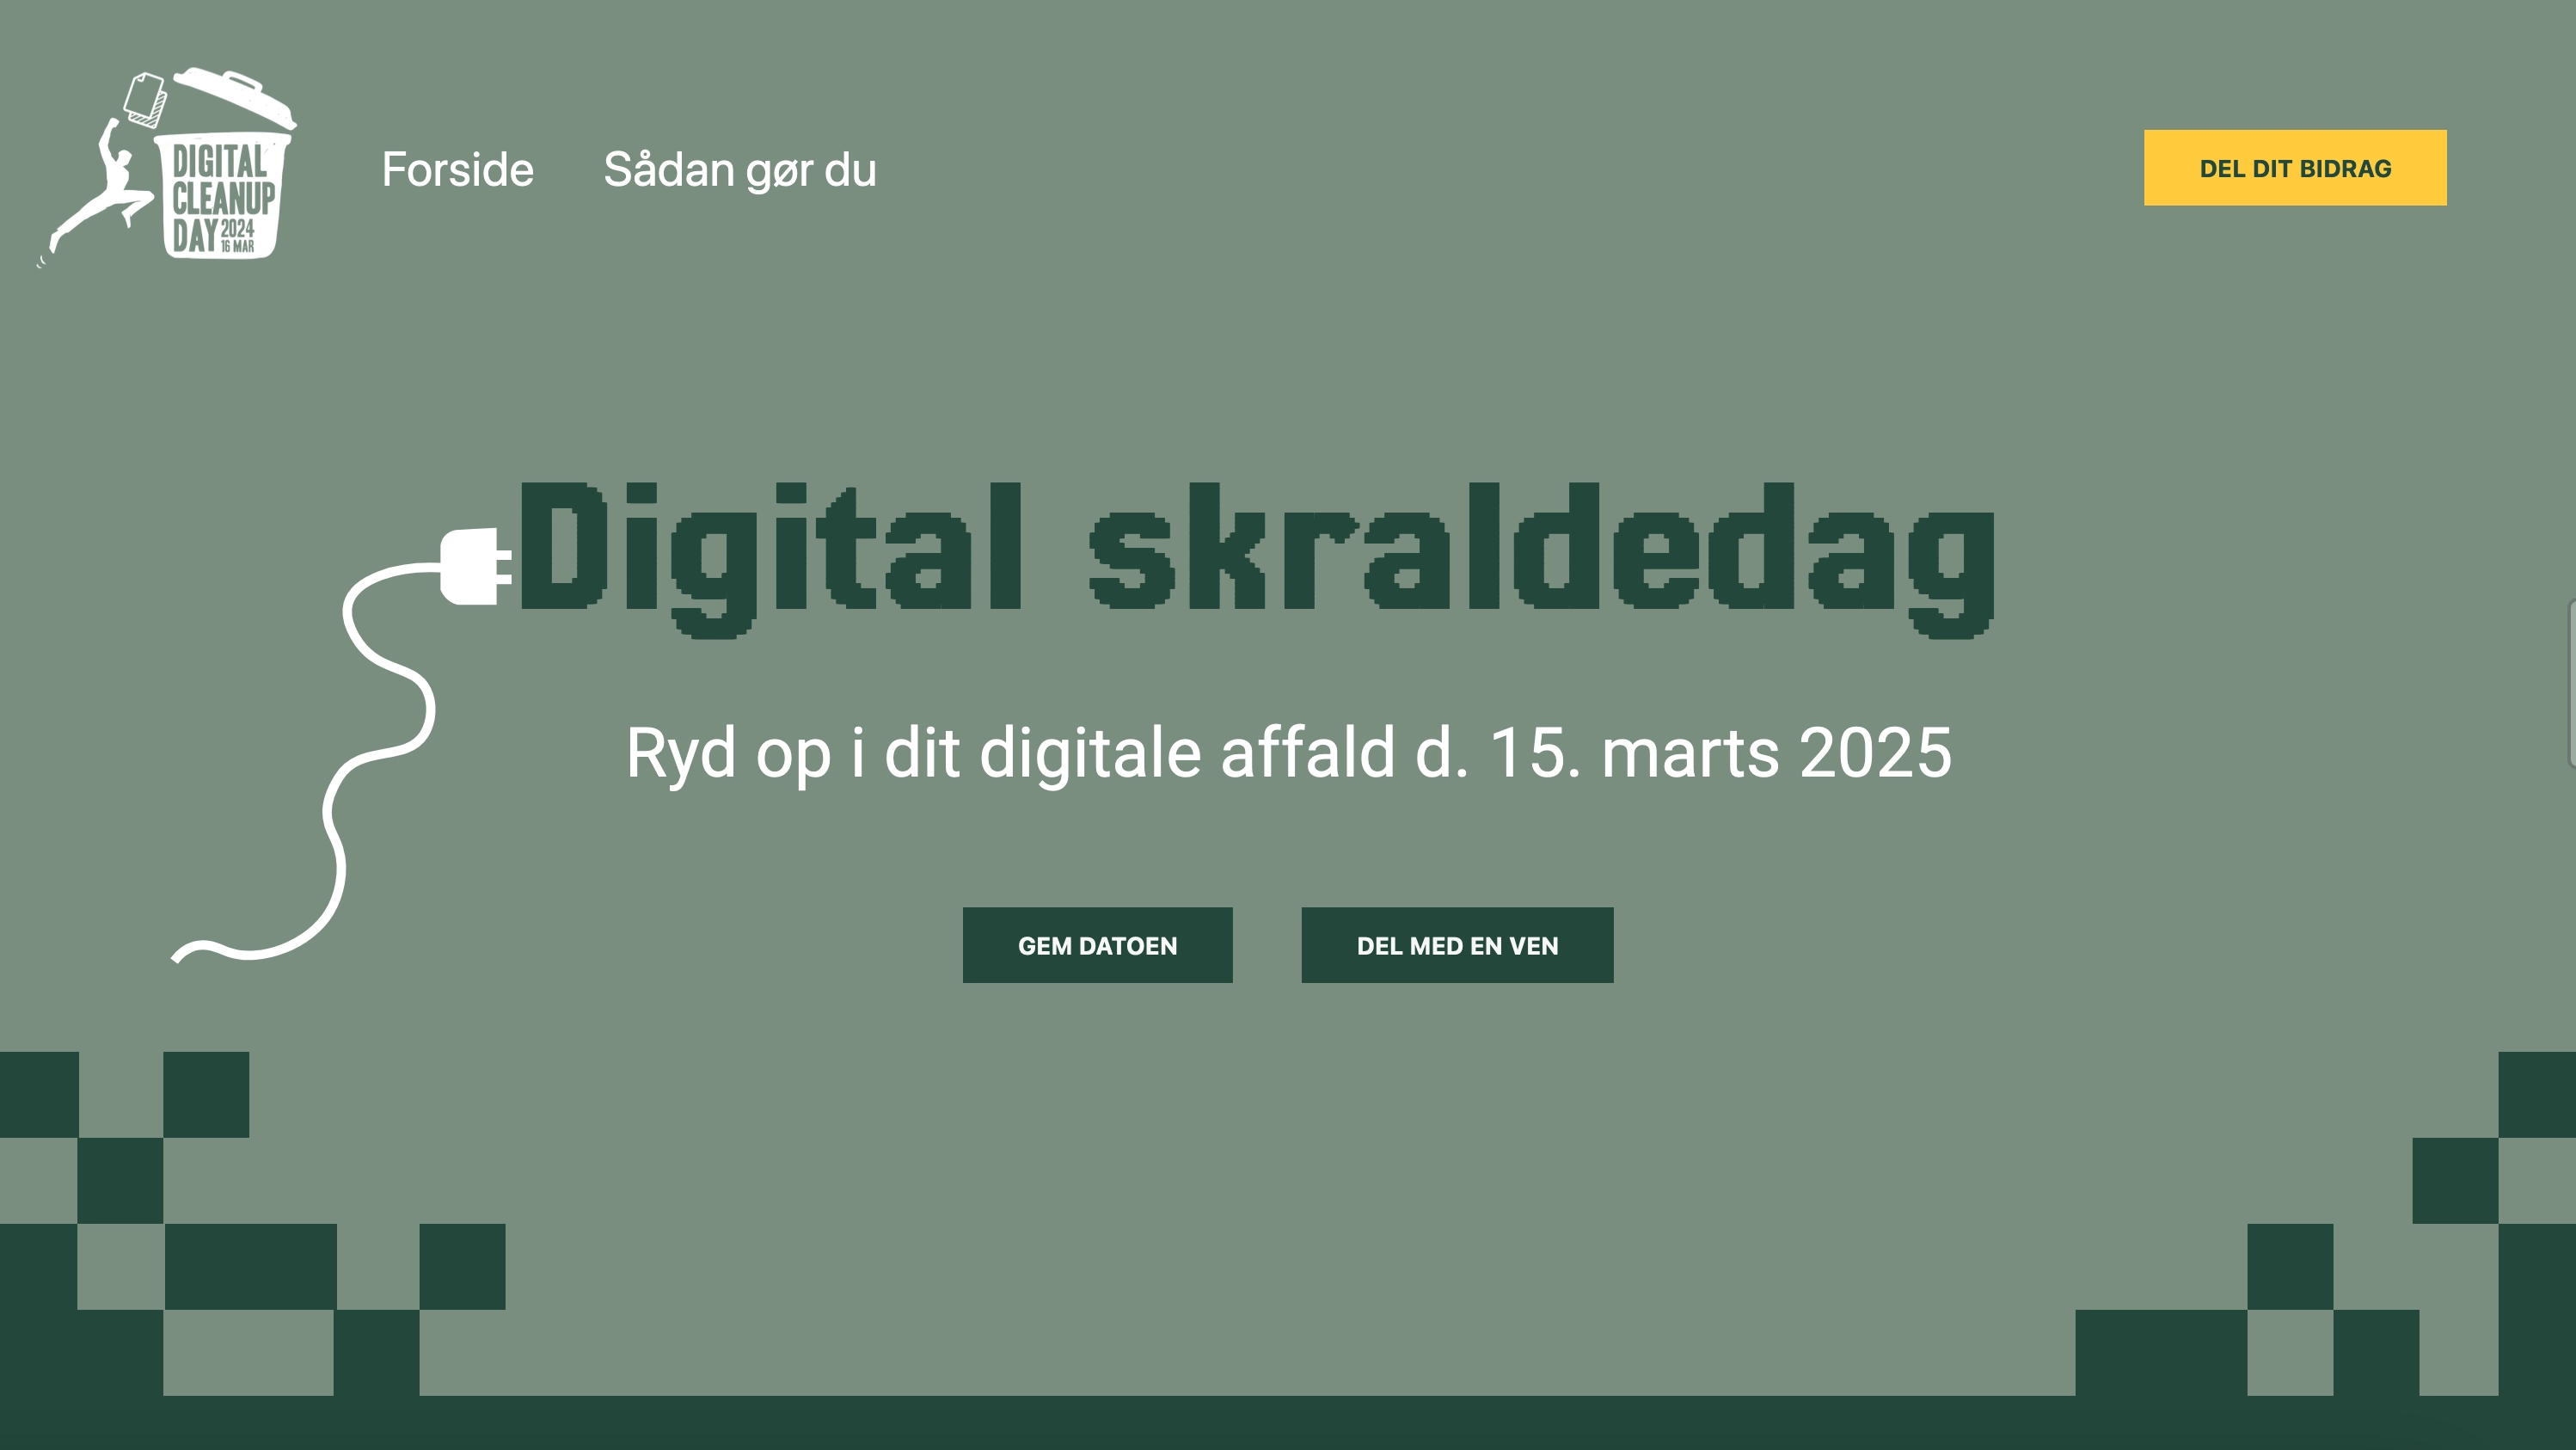 DIGITAL
CLEANUP
DAY 2024
16 MAR
Forside
Sådan gør du
DEL DIT BIDRAG
Digital skraldedag
Ryd op i dit digitale affald d. 15. marts 2025
GEM DATOEN
DEL MED EN VEN